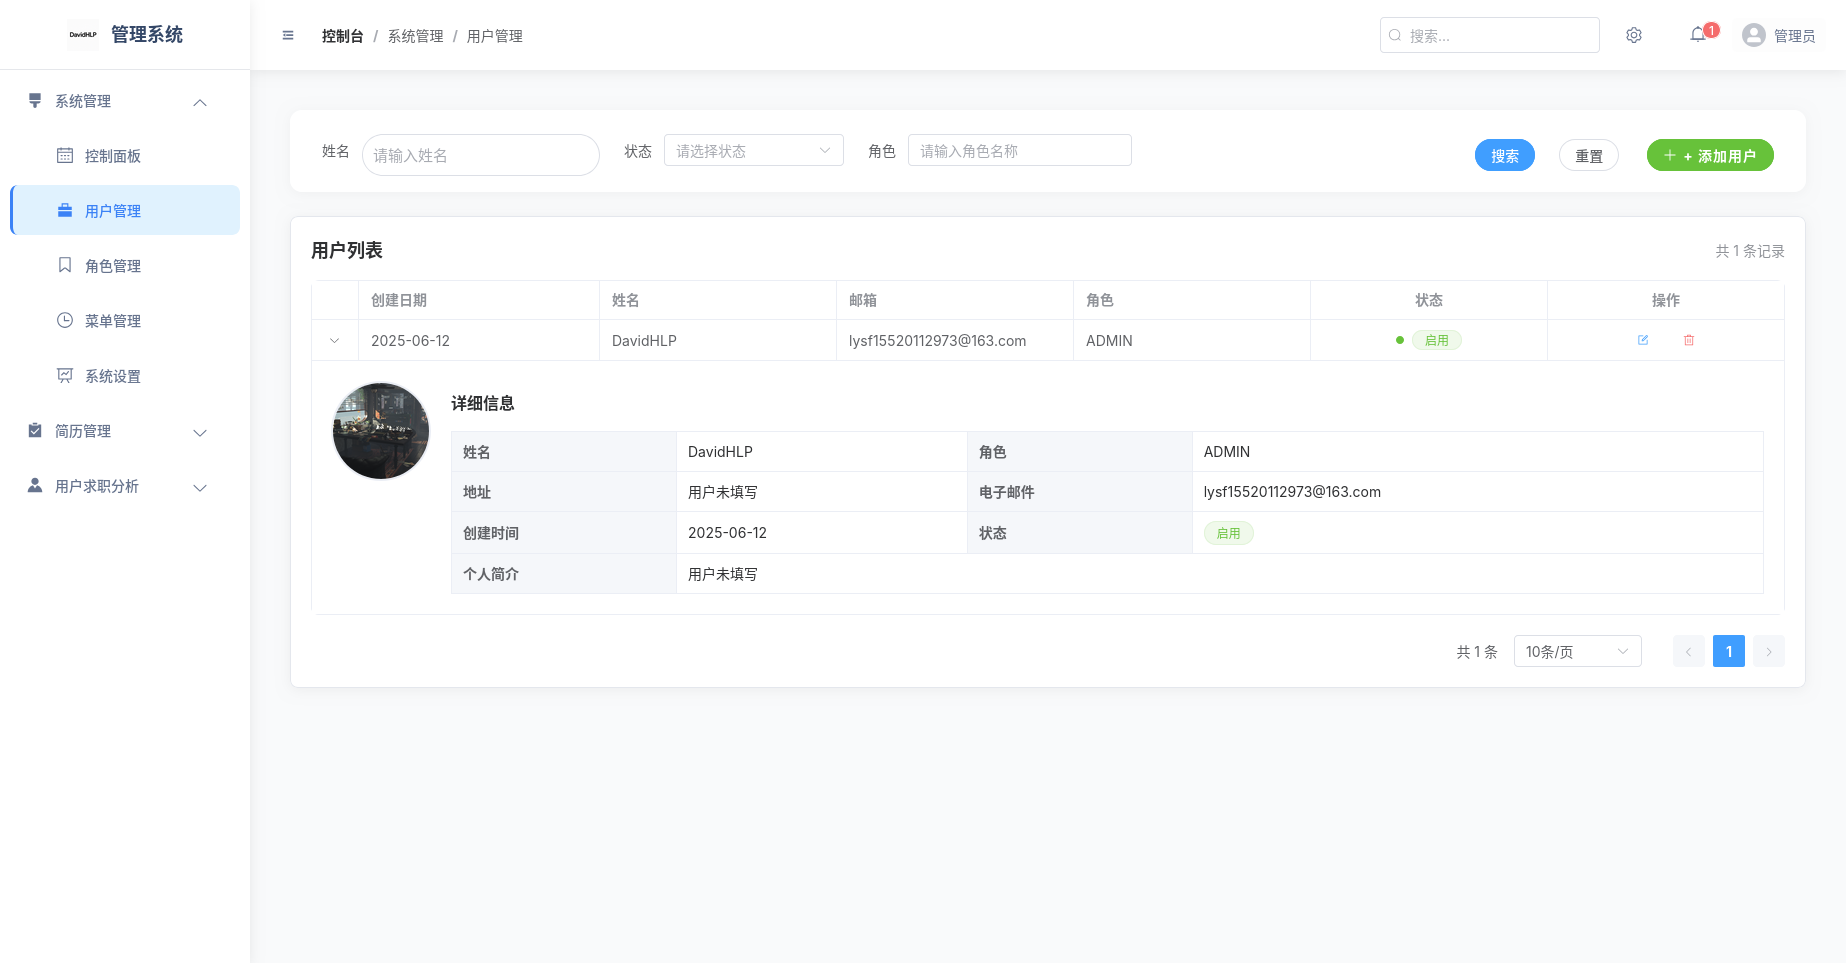 DavidHLP 管理系统
控制台 / 系统管理 / 用户管理
搜索...
1
管理员
系统管理
控制面板
用户管理
角色管理
菜单管理
系统设置
简历管理
用户求职分析
姓名 请输入姓名 状态 请选择状态 角色 请输入角色名称 搜索 重置 + 添加用户
用户列表 共 1 条记录
创建日期 姓名 邮箱 角色 状态 操作
2025-06-12 DavidHLP lysf15520112973@163.com ADMIN 启用
详细信息
姓名 DavidHLP 角色 ADMIN
地址 用户未填写 电子邮件 lysf15520112973@163.com
创建时间 2025-06-12 状态 启用
个人简介 用户未填写
共 1 条 10条/页 1